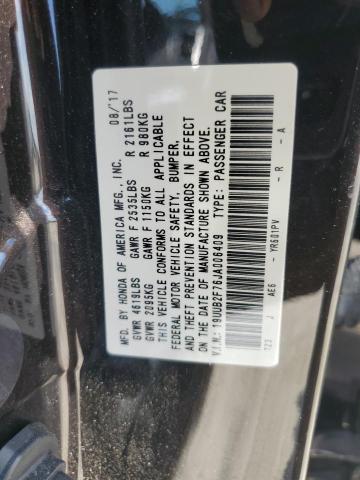 MFD. BY HONDA OF AMERICA MFG., INC. 08/'17
GVWR 4619LBS GAWR F 2535LBS R 2161LBS
GVWR 2095KG GAWR F 1150KG R 980KG
THIS VEHICLE CONFORMS TO ALL APPLICABLE
FEDERAL MOTOR VEHICLE SAFETY, BUMPER,
AND THEFT PREVENTION STANDARDS IN EFFECT
ON THE DATE OF MANUFACTURE SHOWN ABOVE.
V.I.N.: 19UUB2F76JA006409 TYPE: PASSENGER CAR
TZ3 J AE6 - YR601PV - R - A